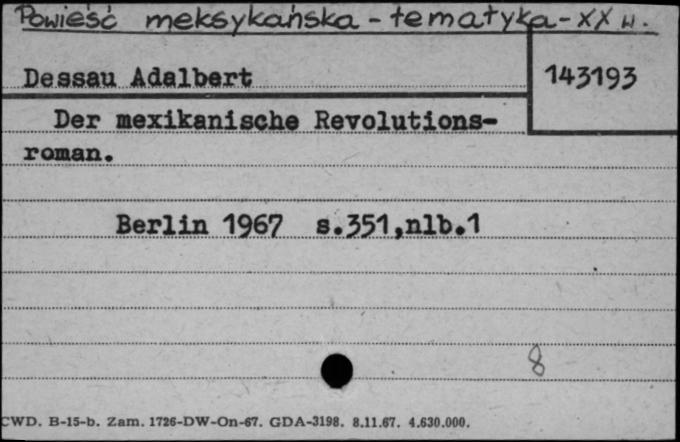 Powieść meksykańska - tematyka - XX w.
Dessau Adalbert
143193
Der mexikanische Revolutions-
roman.
Berlin 1967 s.351,nlb.1
8
CWD. B-15-b. Zam. 1726-DW-On-67. GDA-3198. 8.11.67. 4.630.000.